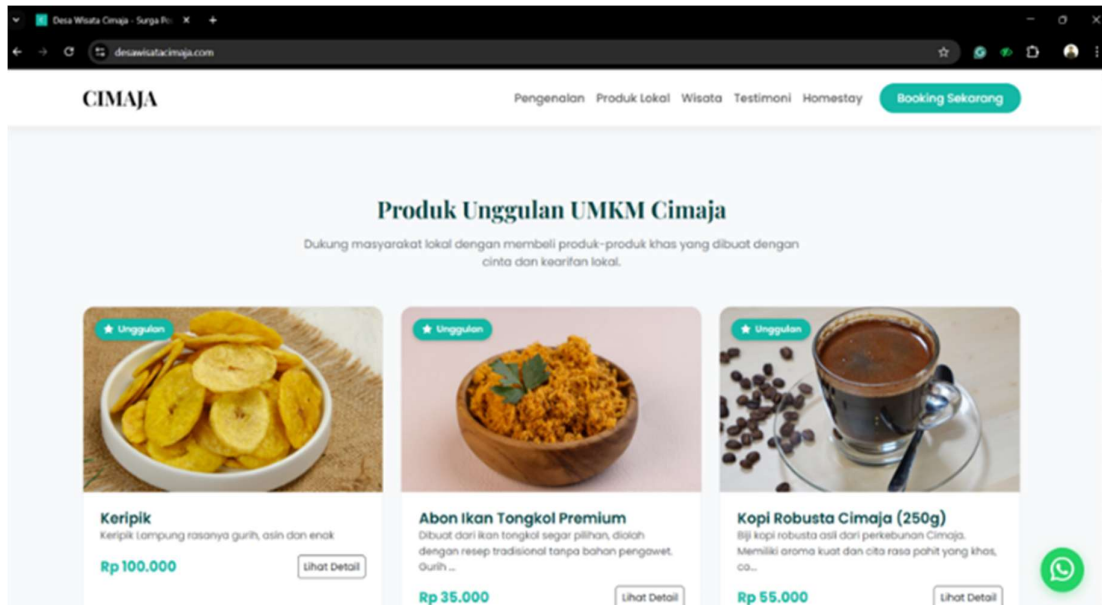 Desa Wisata Cimaja - Surga Pe
desawisatacimaja.com
CIMAJA
Pengenalan Produk Lokal Wisata Testimoni Homestay Booking Sekarang
Produk Unggulan UMKM Cimaja
Dukung masyarakat lokal dengan membeli produk-produk khas yang dibuat dengan
cinta dan kearifan lokal.
Unggulan
Unggulan
Unggulan
Keripik
Keripik Lampung rasanya gurih, asin dan enak
Rp 100.000
Lihat Detail
Abon Ikan Tongkol Premium
Dibuat dari ikan tongkol segar pilihan, diolah
dengan resep tradisional tanpa bahan pengawet.
Gurih ...
Rp 35.000
Lihat Detail
Kopi Robusta Cimaja (250g)
Biji kopi robusta asli dari perkebunan Cimaja.
Memiliki aroma kuat dan cita rasa pahit yang khas,
co...
Rp 55.000
Lihat Detail